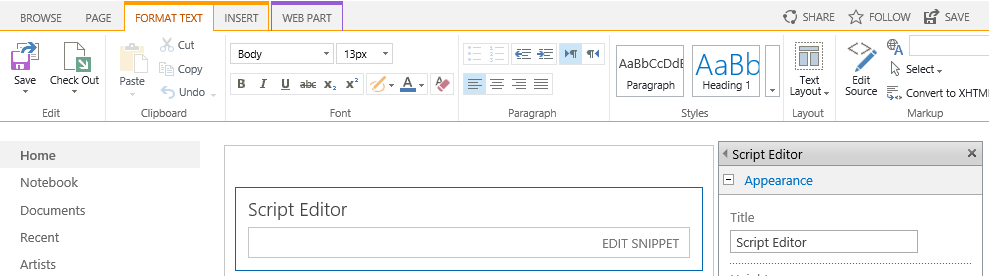 BROWSE PAGE FORMAT TEXT INSERT WEB PART SHARE FOLLOW SAVE
Save Check Out Paste Cut Copy Undo
Body 13px
B I U abc x₂ x² A
AaBbCcDdE Paragraph AaBb Heading 1
Text Layout Edit Source Select Convert to XHTM
Edit Clipboard Font Paragraph Styles Layout Markup
Home
Notebook
Documents
Recent
Artists
Script Editor
EDIT SNIPPET
Script Editor
Appearance
Title
Script Editor